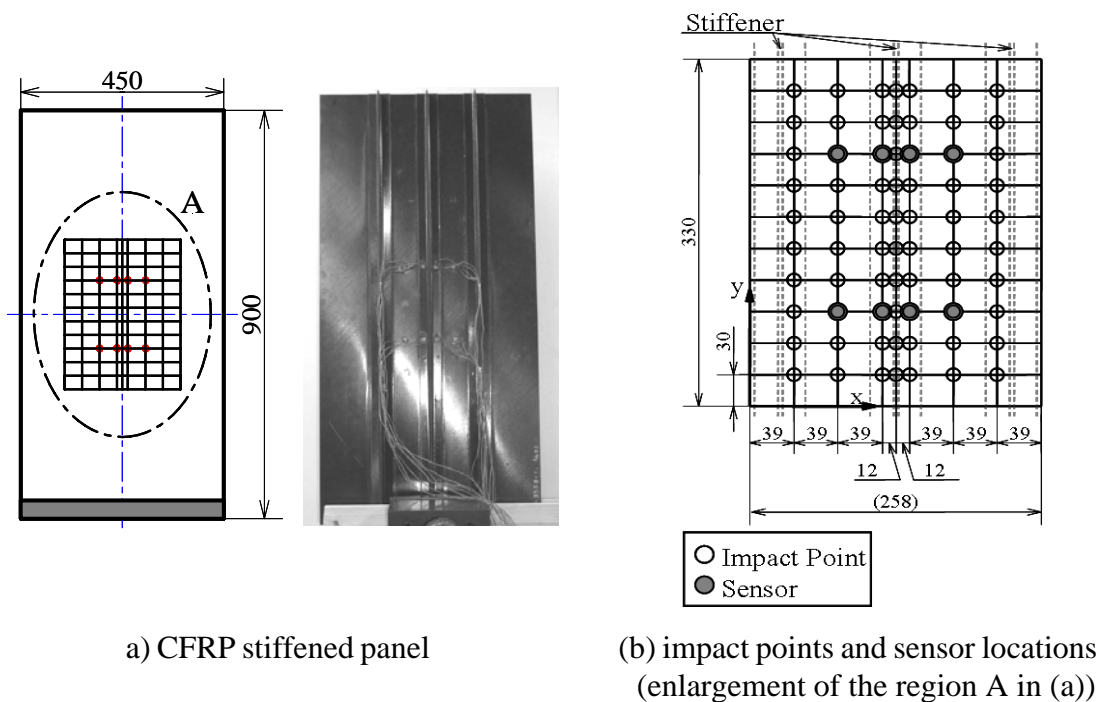 450
A
900
Stiffener
330
y
30
x
39 39 39 39 39 39
12 12
(258)
Impact Point
Sensor
a) CFRP stiffened panel
(b) impact points and sensor locations
(enlargement of the region A in (a))